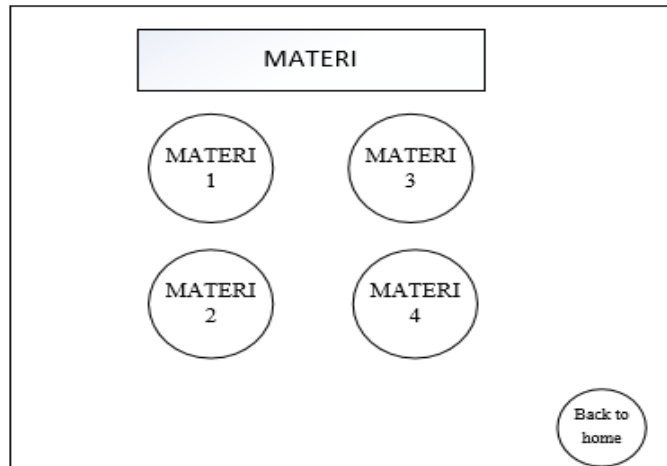 MATERI
MATERI
1
MATERI
3
MATERI
2
MATERI
4
Back to
home